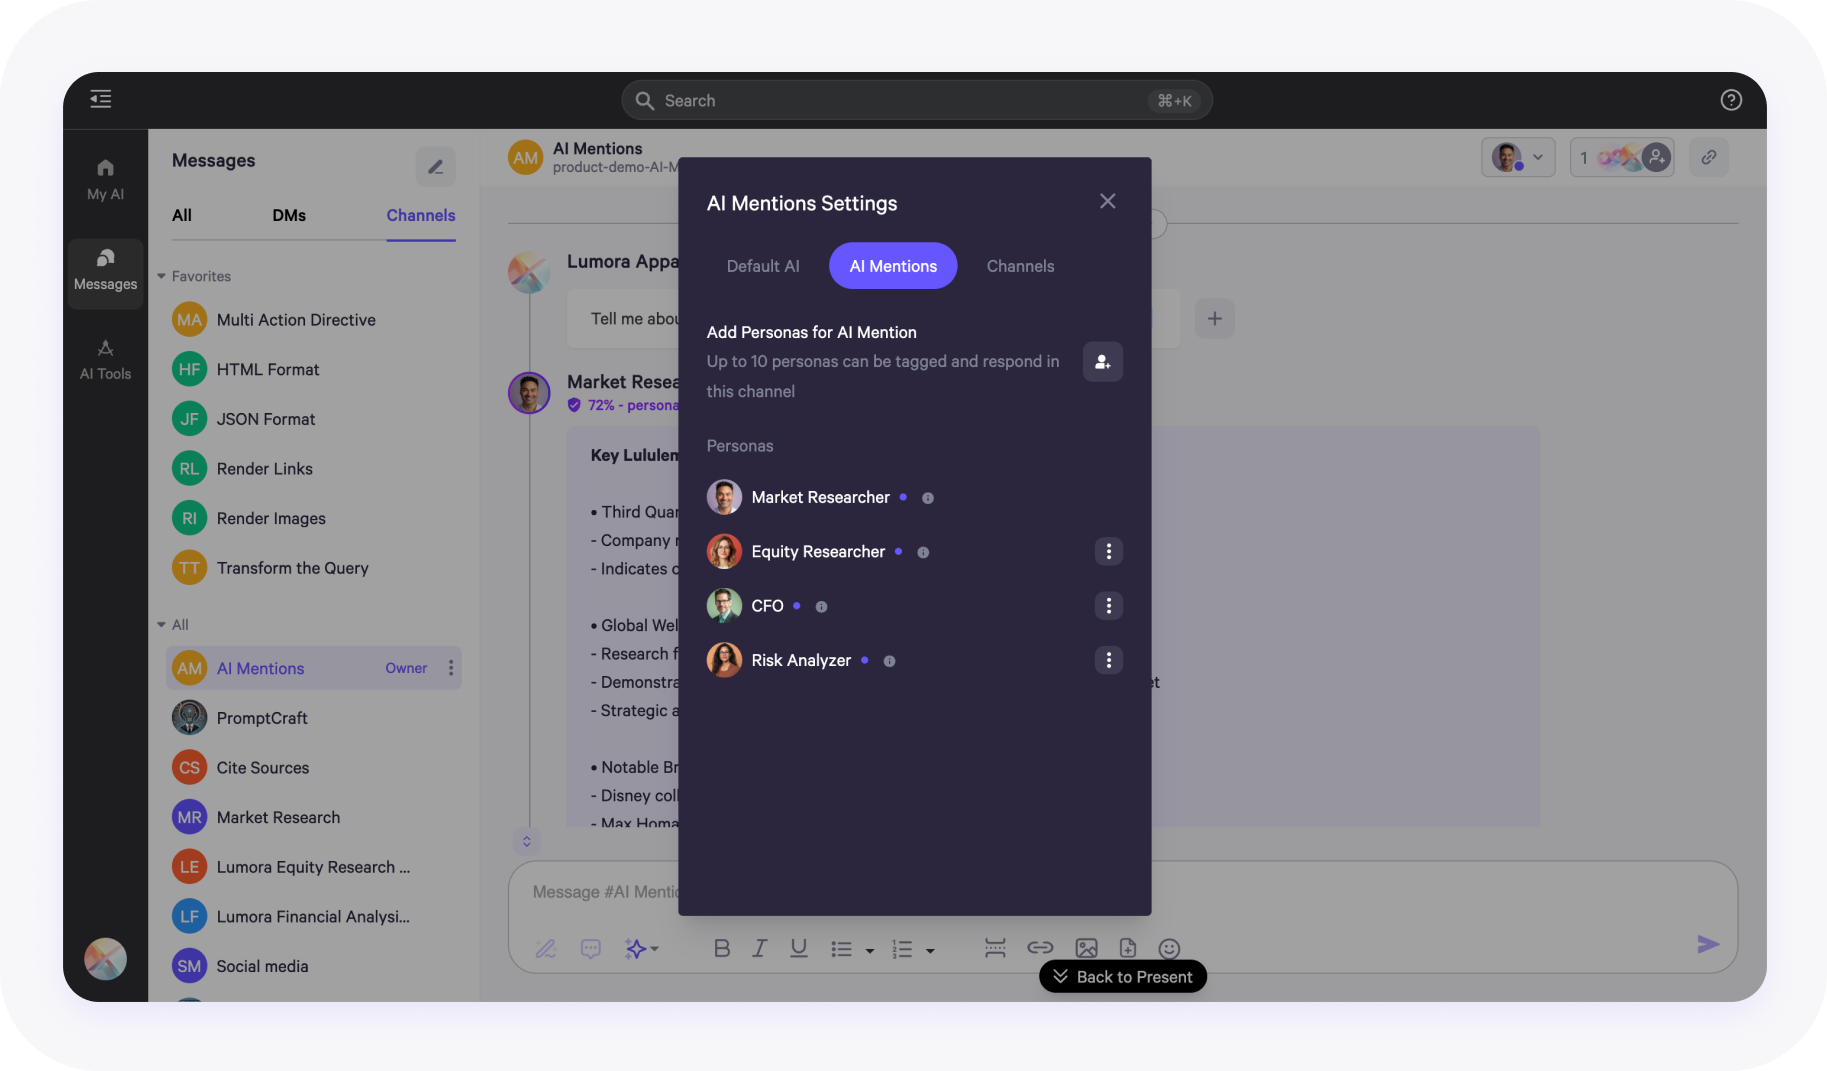 Search
⌘+K
My AI
Messages
AI Tools
Messages
All
DMs
Channels
Favorites
MA
Multi Action Directive
HF
HTML Format
JF
JSON Format
RL
Render Links
RI
Render Images
TT
Transform the Query
All
AM
AI Mentions
Owner
PromptCraft
CS
Cite Sources
MR
Market Research
LE
Lumora Equity Research ...
LF
Lumora Financial Analysi...
SM
Social media
AM
AI Mentions
product-demo-AI-M
1
Lumora Appa
Tell me abou
Market Resea
72% - persona
Key Lululem
• Third Quar
- Company r
- Indicates c
• Global Wel
- Research f
- Demonstra
et
- Strategic a
• Notable Br
- Disney coll
- Max Homa
Message #AI Mentio
B
I
U
Back to Present
AI Mentions Settings
Default AI
AI Mentions
Channels
Add Personas for AI Mention
Up to 10 personas can be tagged and respond in
this channel
Personas
Market Researcher
Equity Researcher
CFO
Risk Analyzer